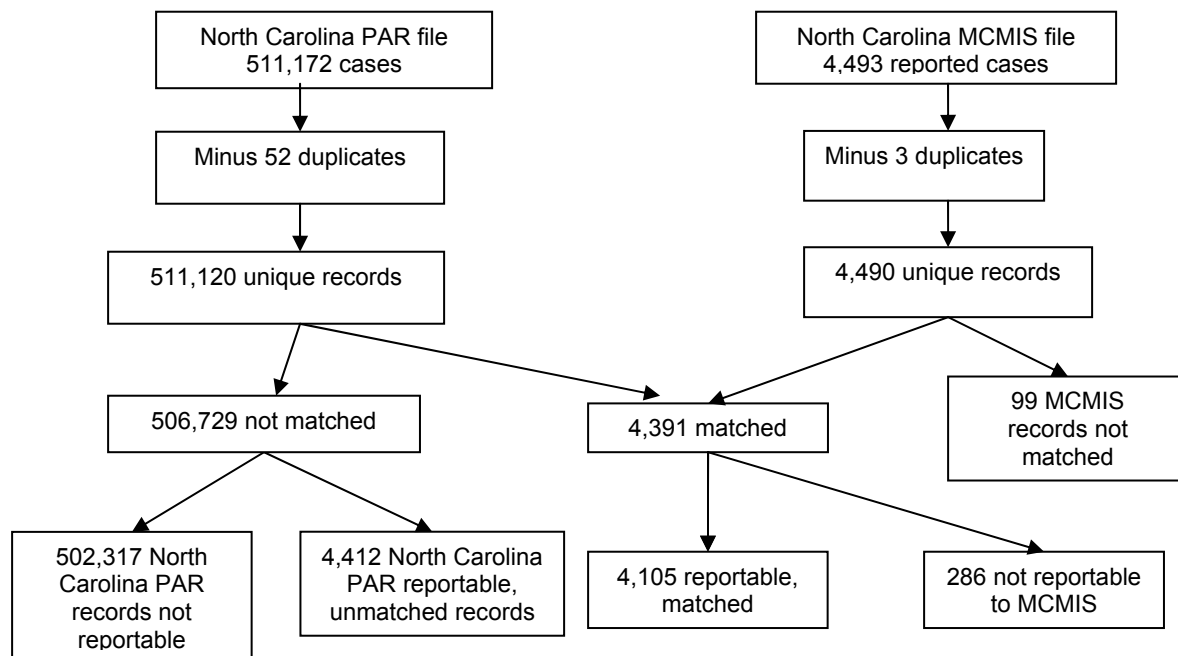 North Carolina PAR file
511,172 cases
North Carolina MCMIS file
4,493 reported cases
Minus 52 duplicates
Minus 3 duplicates
511,120 unique records
4,490 unique records
506,729 not matched
4,391 matched
99 MCMIS
records not
matched
502,317 North
Carolina PAR
records not
reportable
4,412 North Carolina
PAR reportable,
unmatched records
4,105 reportable,
matched
286 not reportable
to MCMIS